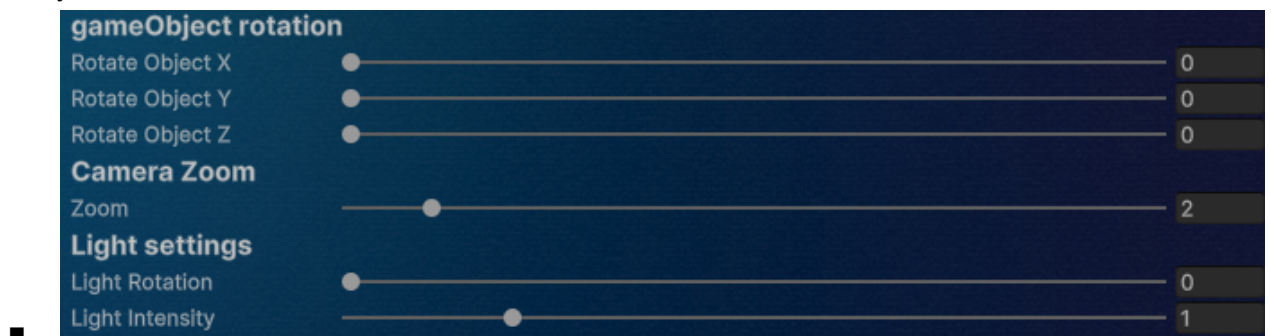 gameObject rotation
Rotate Object X 0
Rotate Object Y 0
Rotate Object Z 0
Camera Zoom
Zoom 2
Light settings
Light Rotation 0
Light Intensity 1